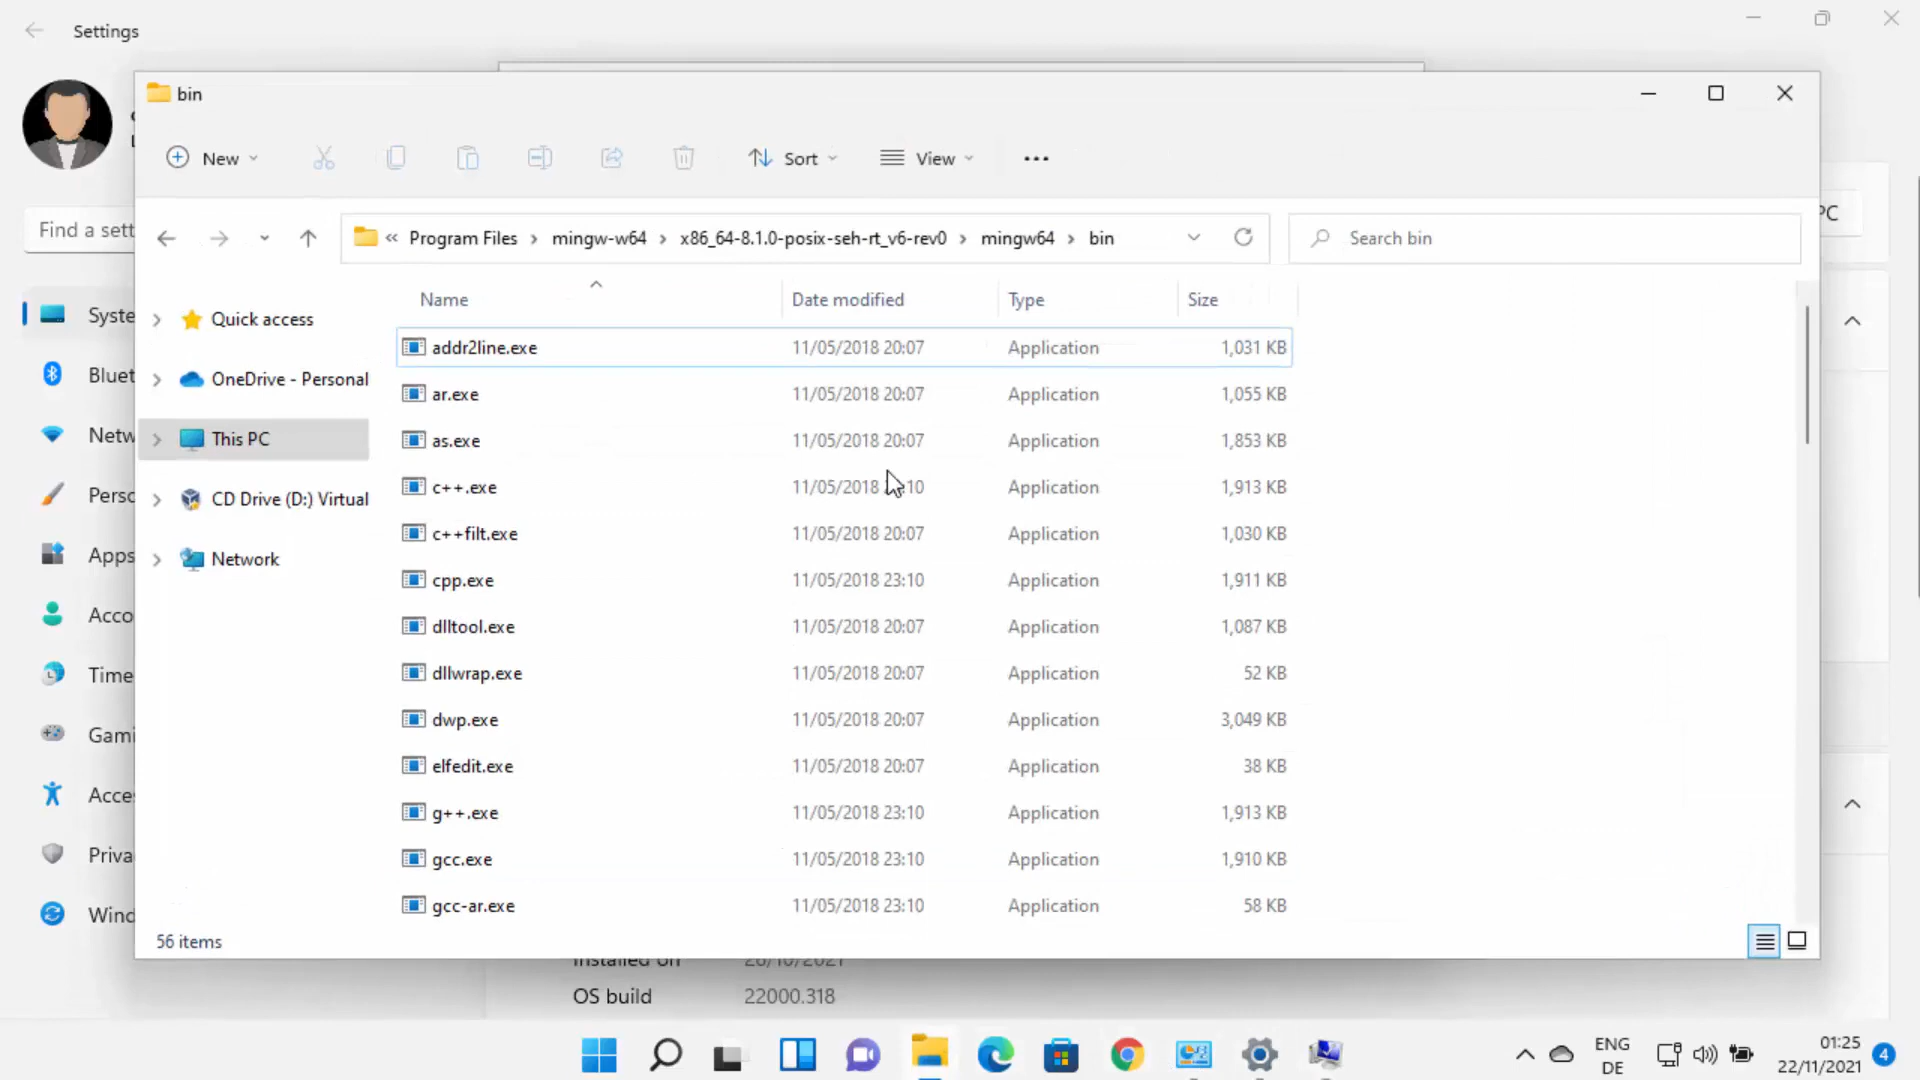 Settings
bin
New
Sort
View
« Program Files > mingw-w64 > x86_64-8.1.0-posix-seh-rt_v6-rev0 > mingw64 > bin
Search bin
PC
Find a sett
Name
Date modified
Type
Size
Syste
Quick access
addr2line.exe 11/05/2018 20:07 Application 1,031 KB
Bluet
OneDrive - Personal
ar.exe 11/05/2018 20:07 Application 1,055 KB
Netw
This PC
as.exe 11/05/2018 20:07 Application 1,853 KB
Perso
CD Drive (D:) Virtual
c++.exe 11/05/2018 10 Application 1,913 KB
c++filt.exe 11/05/2018 20:07 Application 1,030 KB
Apps
Network
cpp.exe 11/05/2018 23:10 Application 1,911 KB
Acco
dlltool.exe 11/05/2018 20:07 Application 1,087 KB
Time
dllwrap.exe 11/05/2018 20:07 Application 52 KB
Gami
dwp.exe 11/05/2018 20:07 Application 3,049 KB
elfedit.exe 11/05/2018 20:07 Application 38 KB
Acce
g++.exe 11/05/2018 23:10 Application 1,913 KB
Priva
gcc.exe 11/05/2018 23:10 Application 1,910 KB
Wind
gcc-ar.exe 11/05/2018 23:10 Application 58 KB
56 items
Installed on 28/10/2021
OS build 22000.318
ENG
DE
01:25
22/11/2021
4